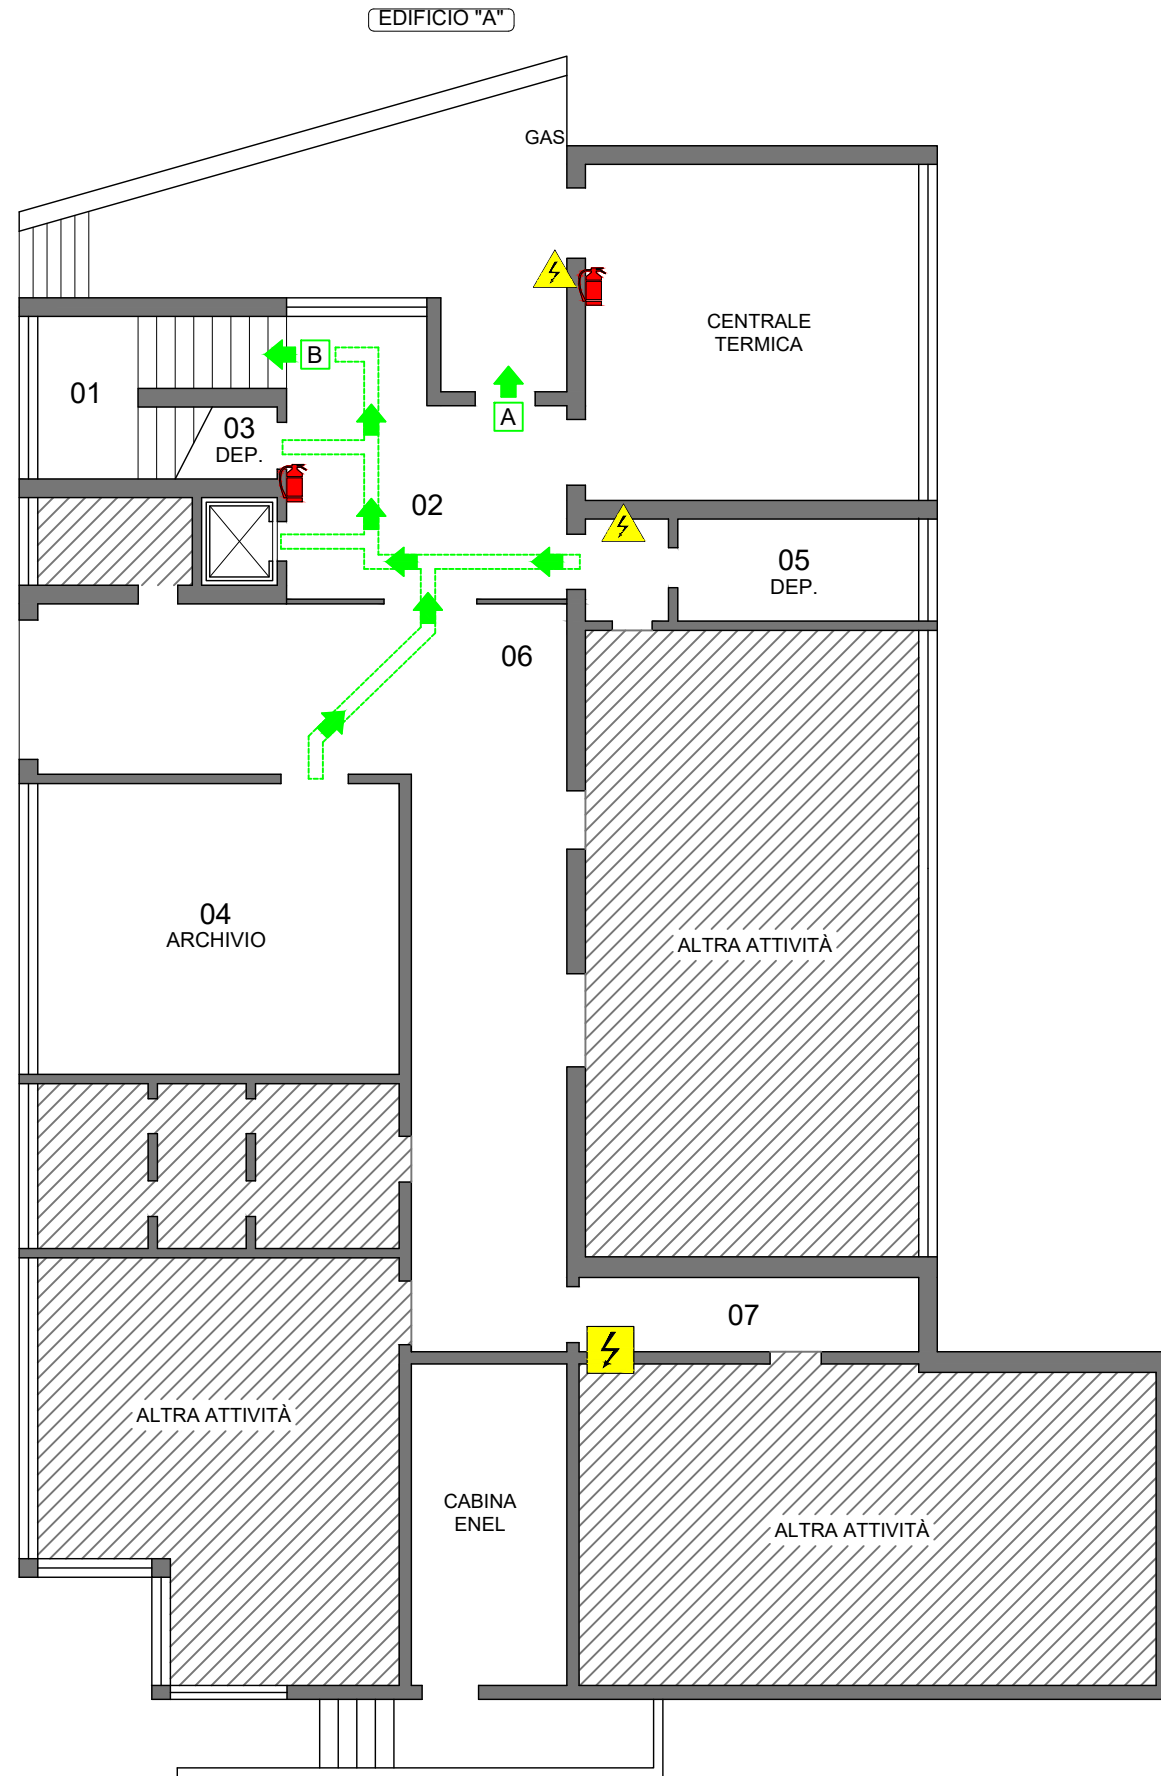 EDIFICIO "A"
GAS
CENTRALE
TERMICA
B
01
A
03
DEP.
02
05
DEP.
06
04
ARCHIVIO
ALTRA ATTIVITÀ
07
ALTRA ATTIVITÀ
CABINA
ENEL
ALTRA ATTIVITÀ